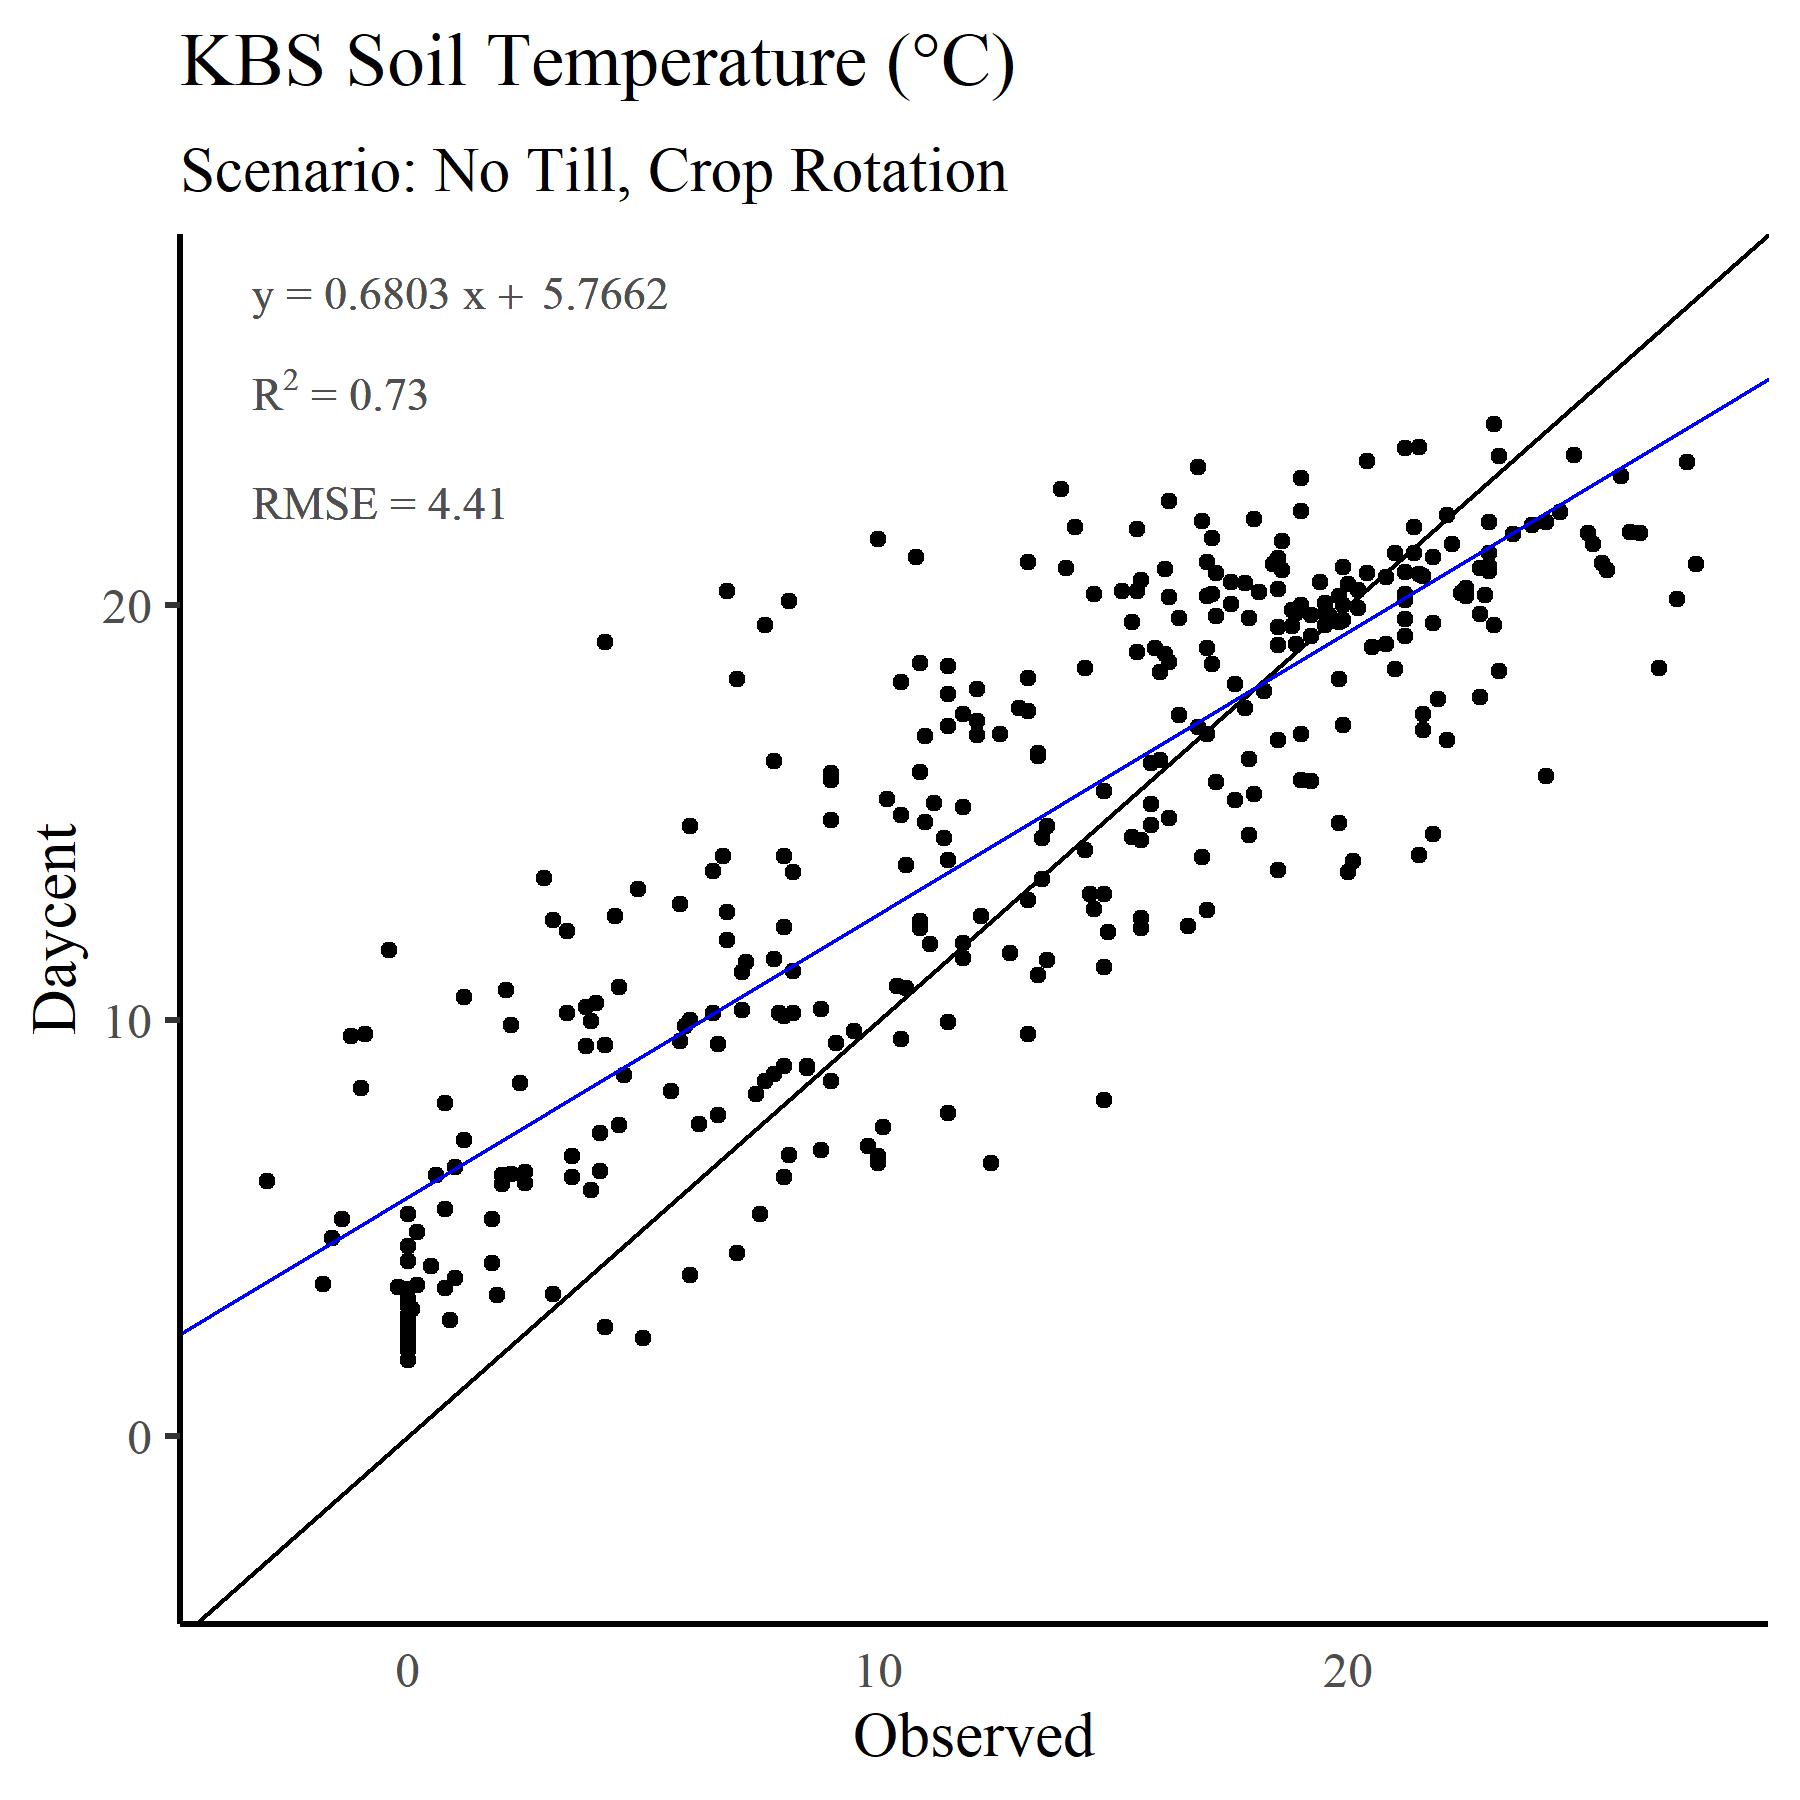 KBS Soil Temperature (°C)
Scenario: No Till, Crop Rotation
y = 0.6803 x + 5.7662
R² = 0.73
RMSE = 4.41
Daycent
20
10
0
0 10 20
Observed